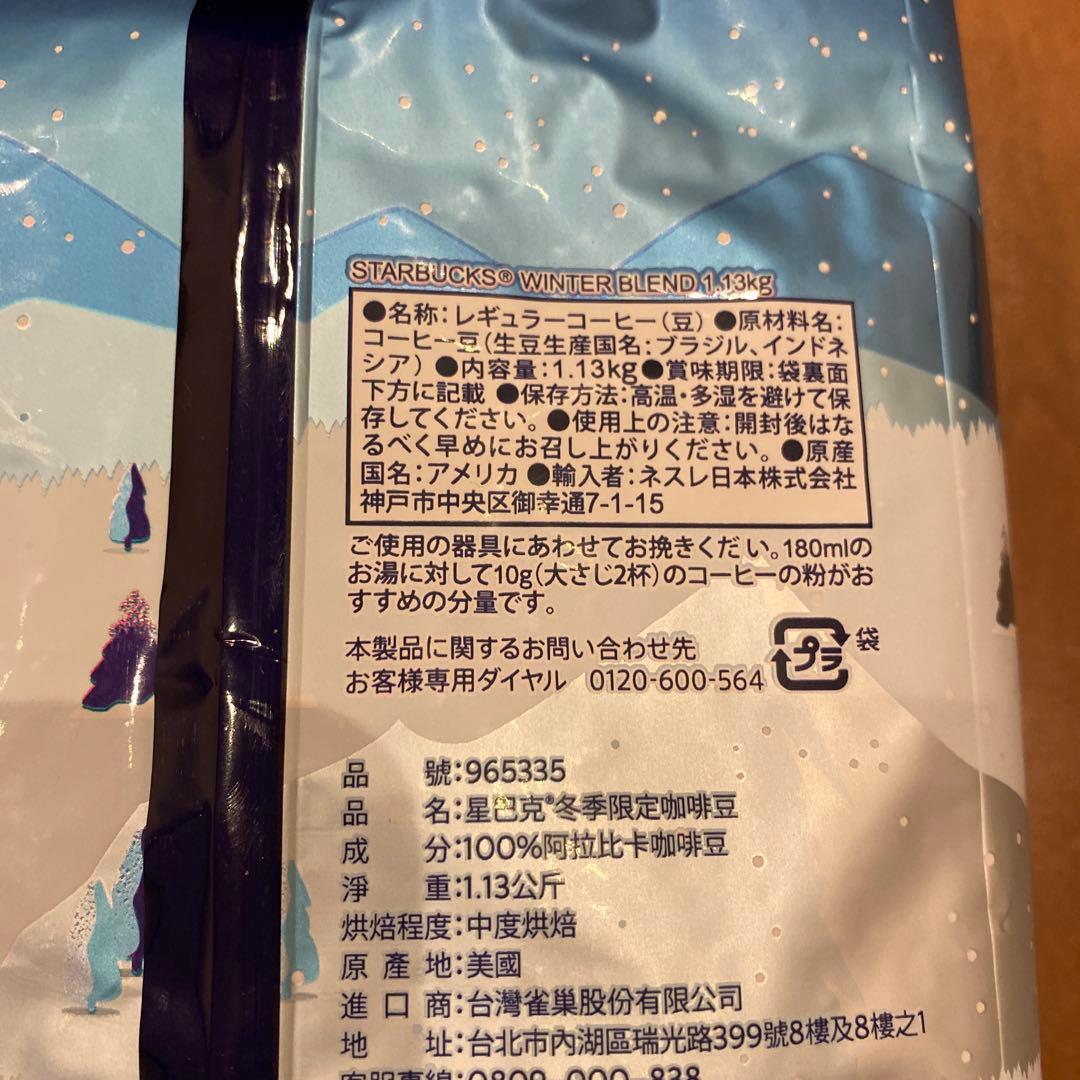 STARBUCKS® WINTER BLEND 1.13kg
●名称：レギュラーコーヒー（豆） ●原材料名：
コーヒー豆（生豆生産国名：ブラジル、インドネ
シア） ●内容量：1.13kg ●賞味期限：袋裏面
下方に記載 ●保存方法：高温・多湿を避けて保
存してください。 ●使用上の注意：開封後はな
るべく早めにお召し上がりください。 ●原産
国名：アメリカ ●輸入者：ネスレ日本株式会社
神戸市中央区御幸通7-1-15
ご使用の器具にあわせてお挽きくだい。180mlの
お湯に対して10g（大さじ2杯）のコーヒーの粉がお
すすめの分量です。
本製品に関するお問い合わせ先
お客様専用ダイヤル 0120-600-564
プラ 袋
品 號：965335
品 名：星巴克®冬季限定咖啡豆
成 分：100%阿拉比卡咖啡豆
淨 重：1.13公斤
烘焙程度：中度烘焙
原產地：美國
進口商：台灣雀巢股份有限公司
地 址：台北市內湖區瑞光路399號8樓及8樓之1
客服專線：0809-000-838